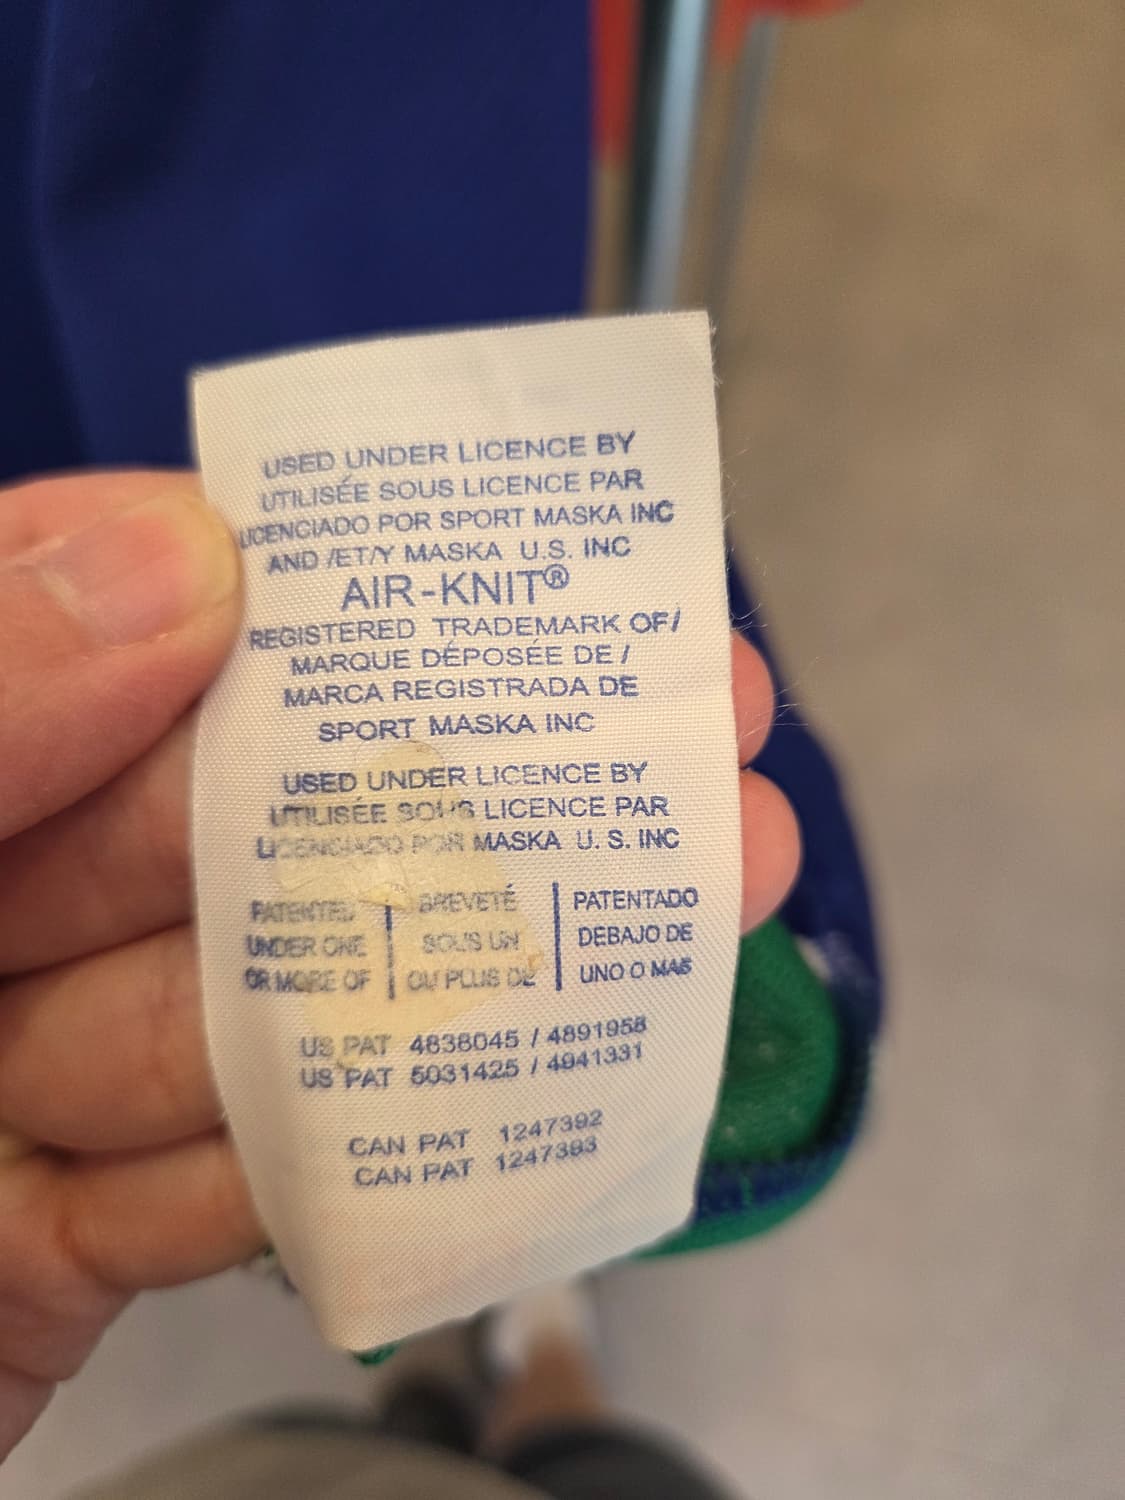 USED UNDER LICENCE BY
UTILISÉE SOUS LICENCE PAR
LICENCIADO POR SPORT MASKA INC
AND /ET/Y MASKA U.S. INC
AIR-KNIT®
REGISTERED TRADEMARK OF/
MARQUE DÉPOSÉE DE /
MARCA REGISTRADA DE
SPORT MASKA INC
USED UNDER LICENCE BY
UTILISÉE SOUS LICENCE PAR
LICENCIADO POR MASKA U. S. INC
PATENTED
UNDER ONE
OR MORE OF
BREVETÉ
SOUS UN
OU PLUS DE
PATENTADO
DEBAJO DE
UNO O MAS
US PAT 4838045 / 4891958
US PAT 5031425 / 4941331
CAN PAT 1247392
CAN PAT 1247393